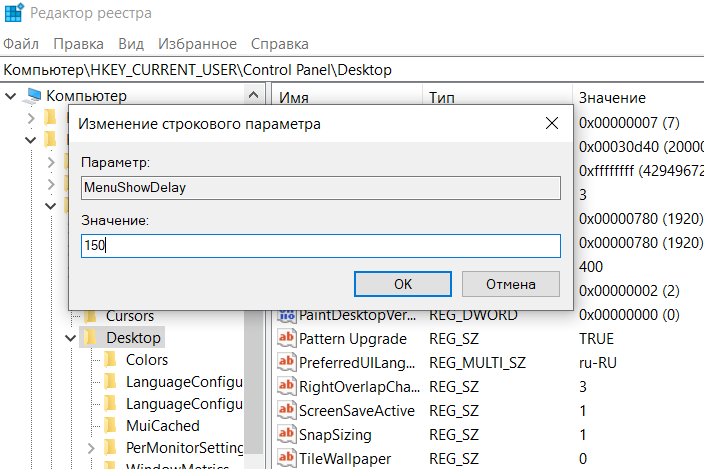 Редактор реестра
Файл Правка Вид Избранное Справка
Компьютер\HKEY_CURRENT_USER\Control Panel\Desktop
Компьютер
Имя Тип Значение
Изменение строкового параметра
Параметр:
MenuShowDelay
Значение:
150
OK Отмена
0x00000007 (7)
0x00030d40 (20000
0xffffffff (42949672
3
0x00000780 (1920)
0x00000780 (1920)
400
0x00000002 (2)
Cursors
Desktop
Colors
LanguageConfigu
LanguageConfigu
MuiCached
PerMonitorSetting
WindowMetrics
PaintDesktopVer... REG_DWORD 0x00000000 (0)
Pattern Upgrade REG_SZ TRUE
PreferredUILang... REG_MULTI_SZ ru-RU
RightOverlapCha... REG_SZ 3
ScreenSaveActive REG_SZ 1
SnapSizing REG_SZ 1
TileWallpaper REG_SZ 0